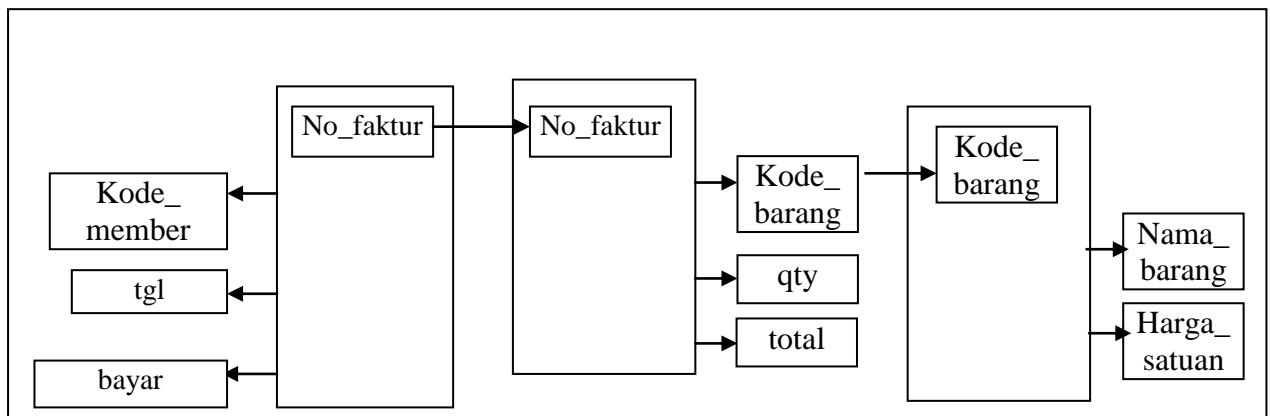 No_faktur
No_faktur
Kode_
barang
Kode_
member
Kode_
barang
Nama_
barang
tgl
qty
Harga_
satuan
total
bayar